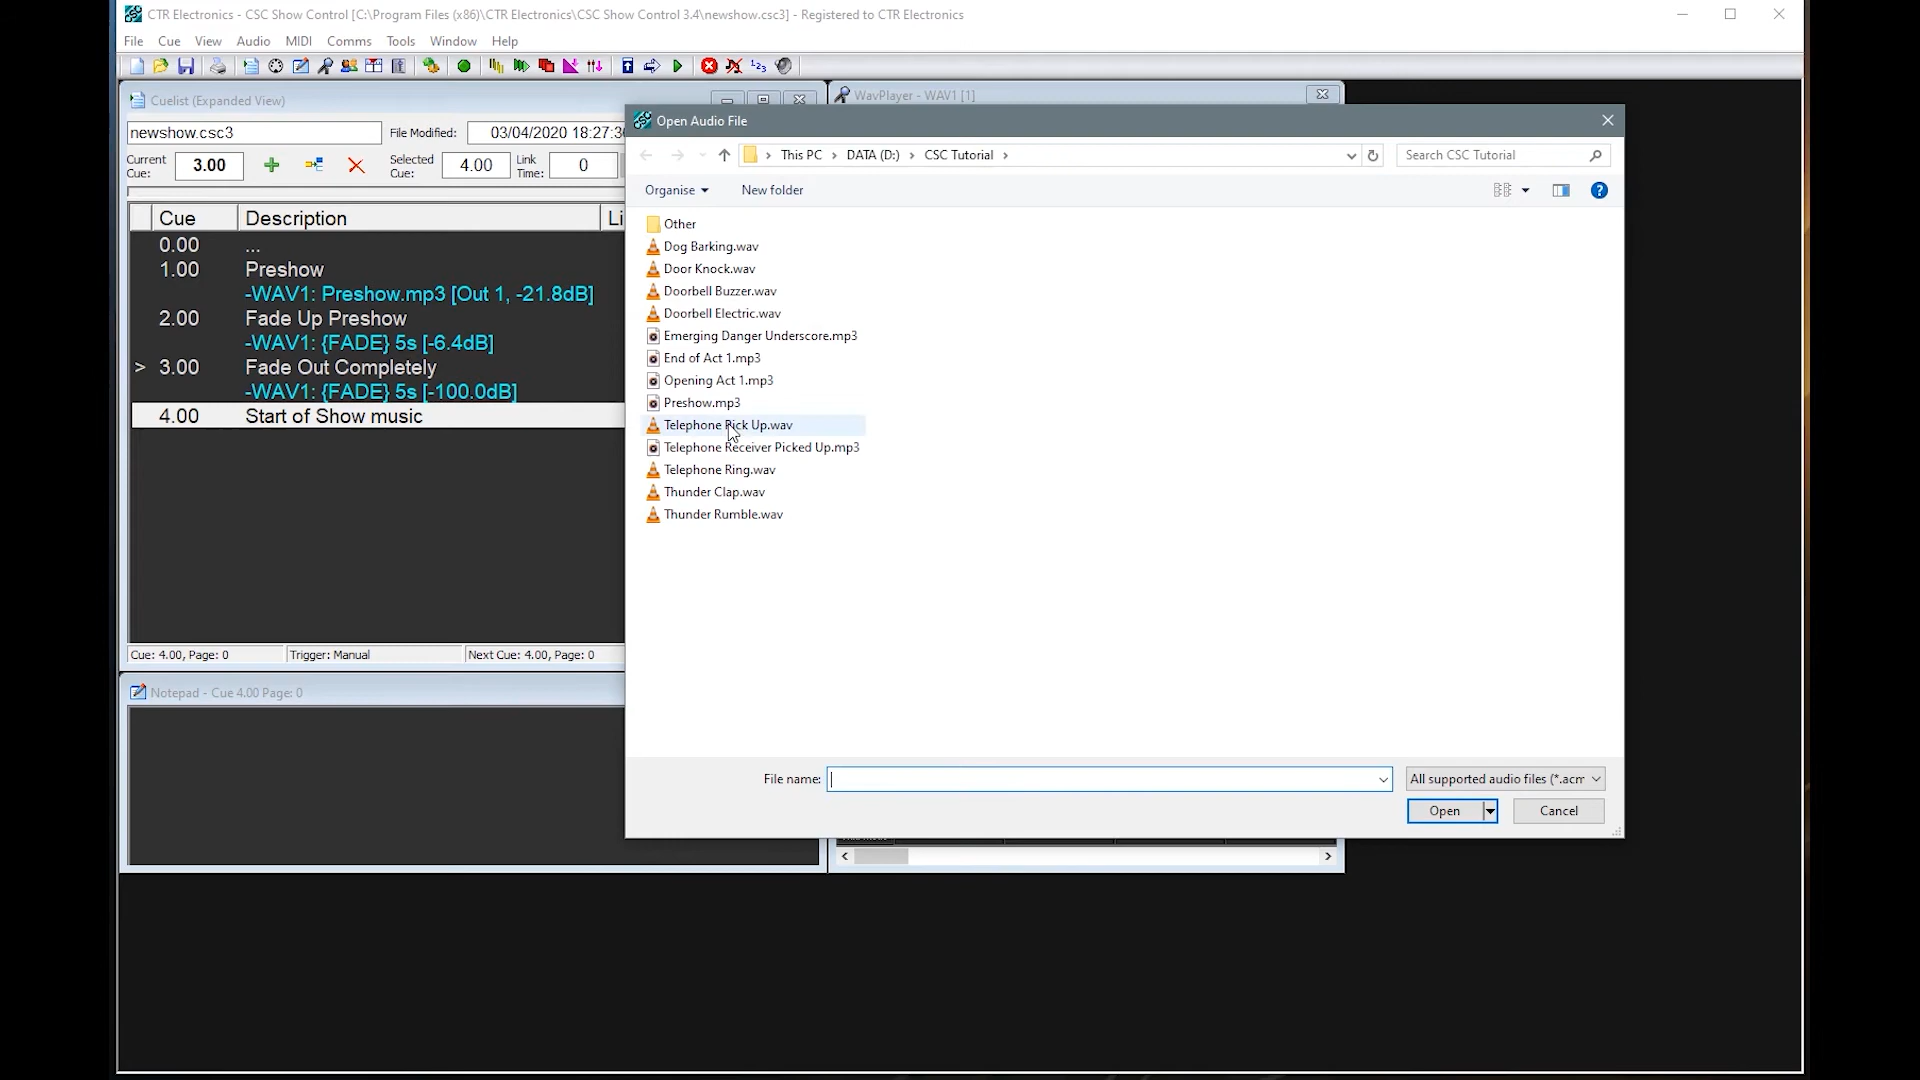 CTR Electronics - CSC Show Control [C:\Program Files (x86)\CTR Electronics\CSC Show Control 3.4\newshow.csc3] - Registered to CTR Electronics
File Cue View Audio MIDI Comms Tools Window Help
Cuelist (Expanded View)
newshow.csc3 File Modified: 03/04/2020 18:27:3
Current Cue: 3.00 Selected Cue: 4.00 Link Time: 0
Cue Description Li
0.00 ...
1.00 Preshow
-WAV1: Preshow.mp3 [Out 1, -21.8dB]
2.00 Fade Up Preshow
-WAV1: {FADE} 5s [-6.4dB]
> 3.00 Fade Out Completely
-WAV1: {FADE} 5s [-100.0dB]
4.00 Start of Show music
Cue: 4.00, Page: 0 Trigger: Manual Next Cue: 4.00, Page: 0
Notepad - Cue 4.00 Page: 0
WavPlayer - WAV1 [1]
Open Audio File
This PC > DATA (D:) > CSC Tutorial >
Search CSC Tutorial
Organise New folder
Other
Dog Barking.wav
Door Knock.wav
Doorbell Buzzer.wav
Doorbell Electric.wav
Emerging Danger Underscore.mp3
End of Act 1.mp3
Opening Act 1.mp3
Preshow.mp3
Telephone Pick Up.wav
Telephone Receiver Picked Up.mp3
Telephone Ring.wav
Thunder Clap.wav
Thunder Rumble.wav
File name: All supported audio files (*.acm
Open Cancel